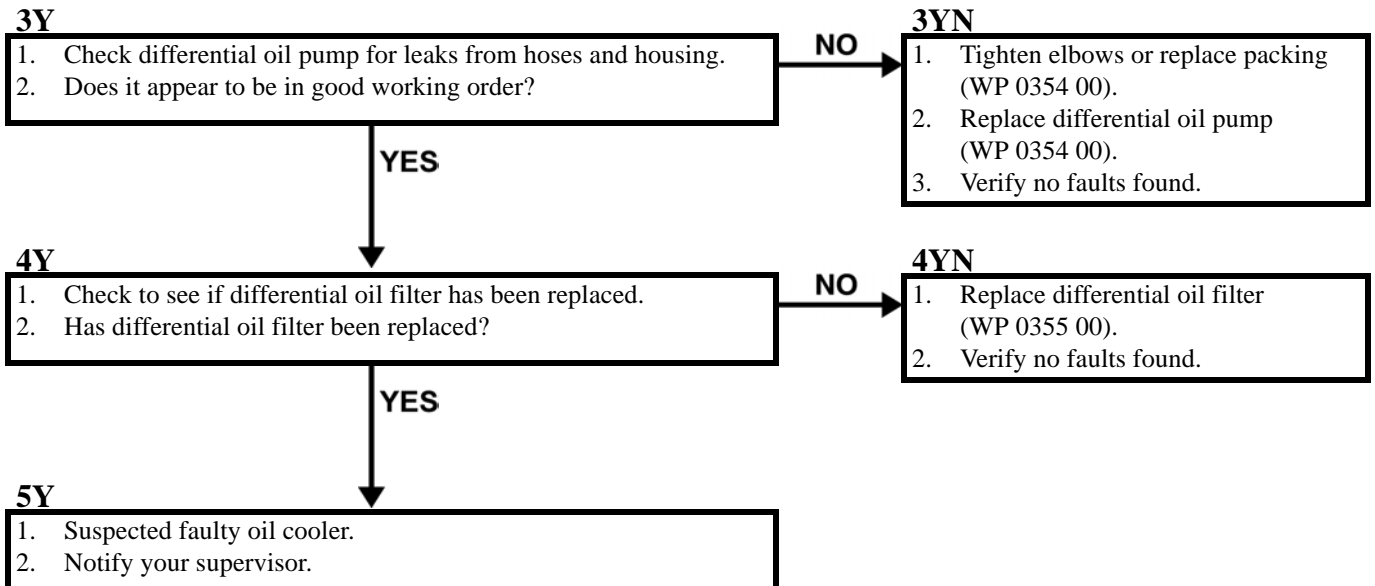 3Y
1. Check differential oil pump for leaks from hoses and housing.
2. Does it appear to be in good working order?
NO
3YN
1. Tighten elbows or replace packing
(WP 0354 00).
2. Replace differential oil pump
(WP 0354 00).
3. Verify no faults found.
YES
4Y
1. Check to see if differential oil filter has been replaced.
2. Has differential oil filter been replaced?
NO
4YN
1. Replace differential oil filter
(WP 0355 00).
2. Verify no faults found.
YES
5Y
1. Suspected faulty oil cooler.
2. Notify your supervisor.